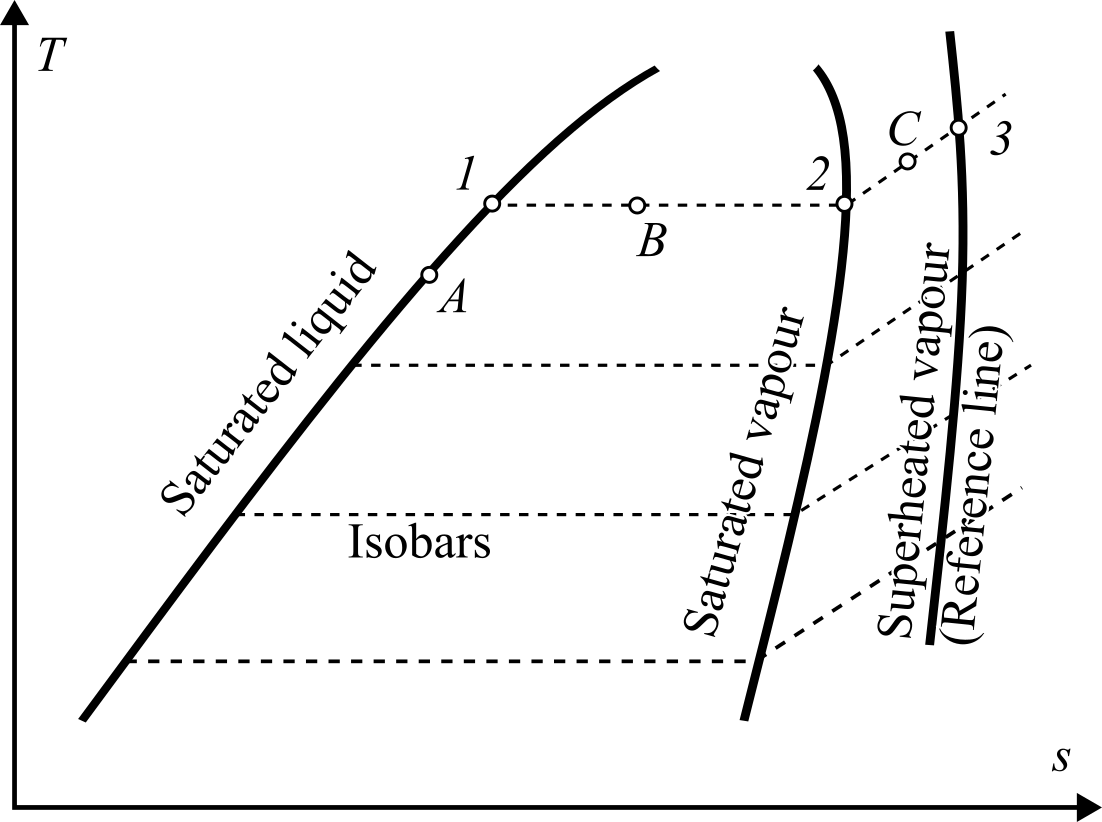 T
C
3
1
2
B
A
Saturated liquid
Saturated vapour
Superheated vapour
(Reference line)
Isobars
s